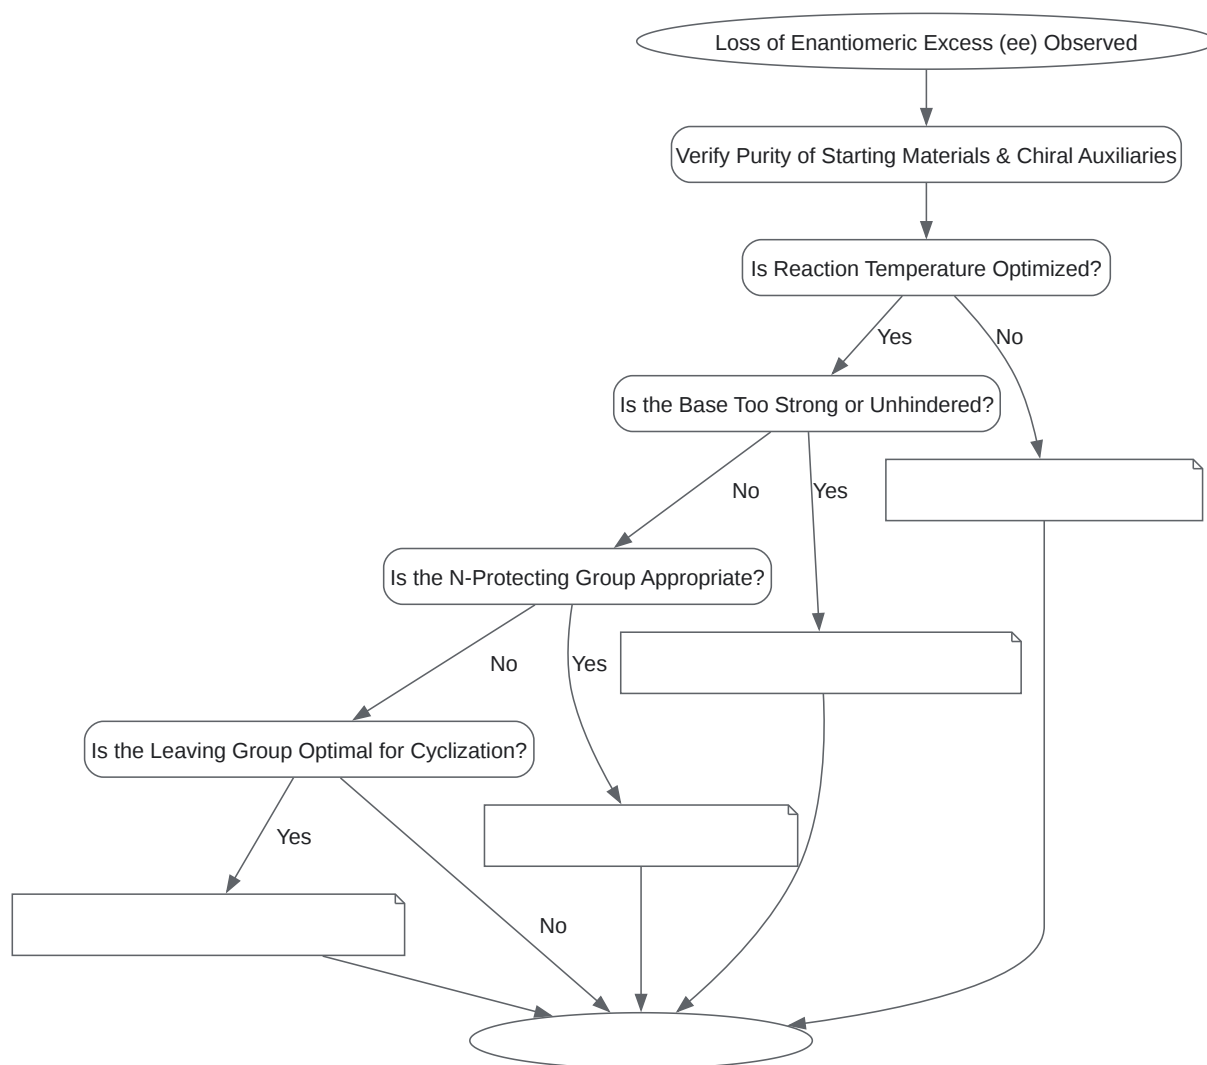 Loss of Enantiomeric Excess (ee) Observed
Verify Purity of Starting Materials & Chiral Auxiliaries
Is Reaction Temperature Optimized?
Yes
No
Is the Base Too Strong or Unhindered?
No
Yes
Is the N-Protecting Group Appropriate?
No
Yes
Is the Leaving Group Optimal for Cyclization?
Yes
No